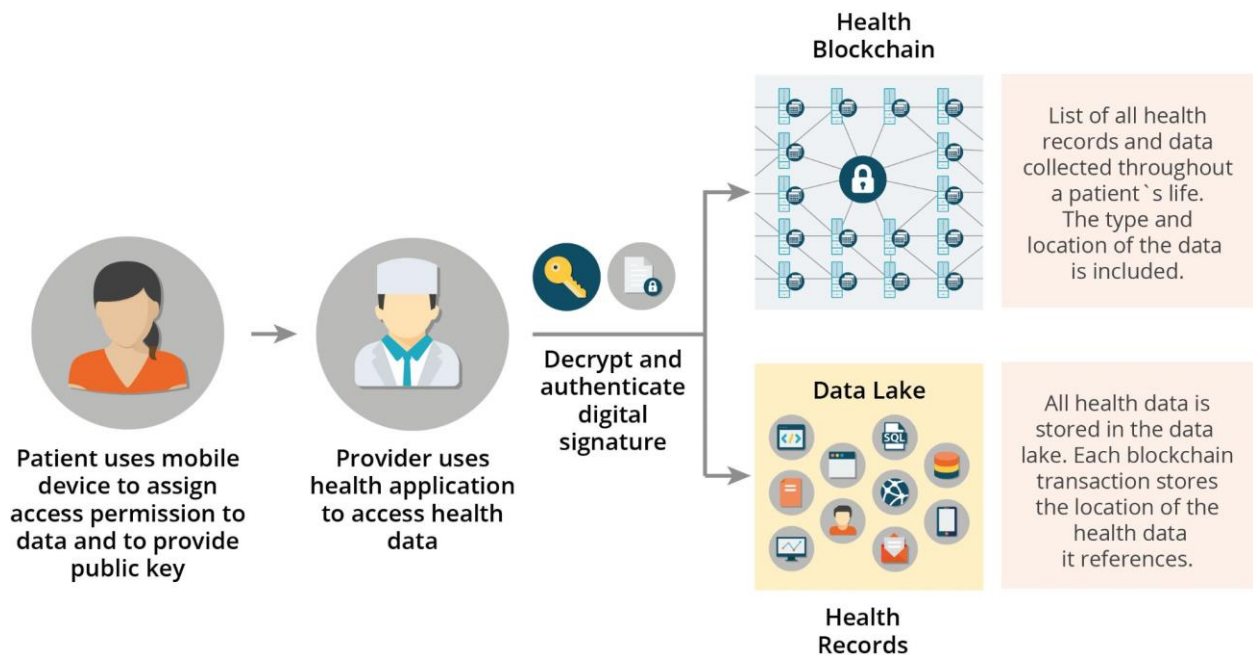 Patient uses mobile
device to assign
access permission to
data and to provide
public key
Provider uses
health application
to access health
data
Decrypt and
authenticate
digital
signature
Health
Blockchain
List of all health
records and data
collected throughout
a patient`s life.
The type and
location of the data
is included.
Data Lake
SQL
Health
Records
All health data is
stored in the data
lake. Each blockchain
transaction stores
the location of the
health data
it references.